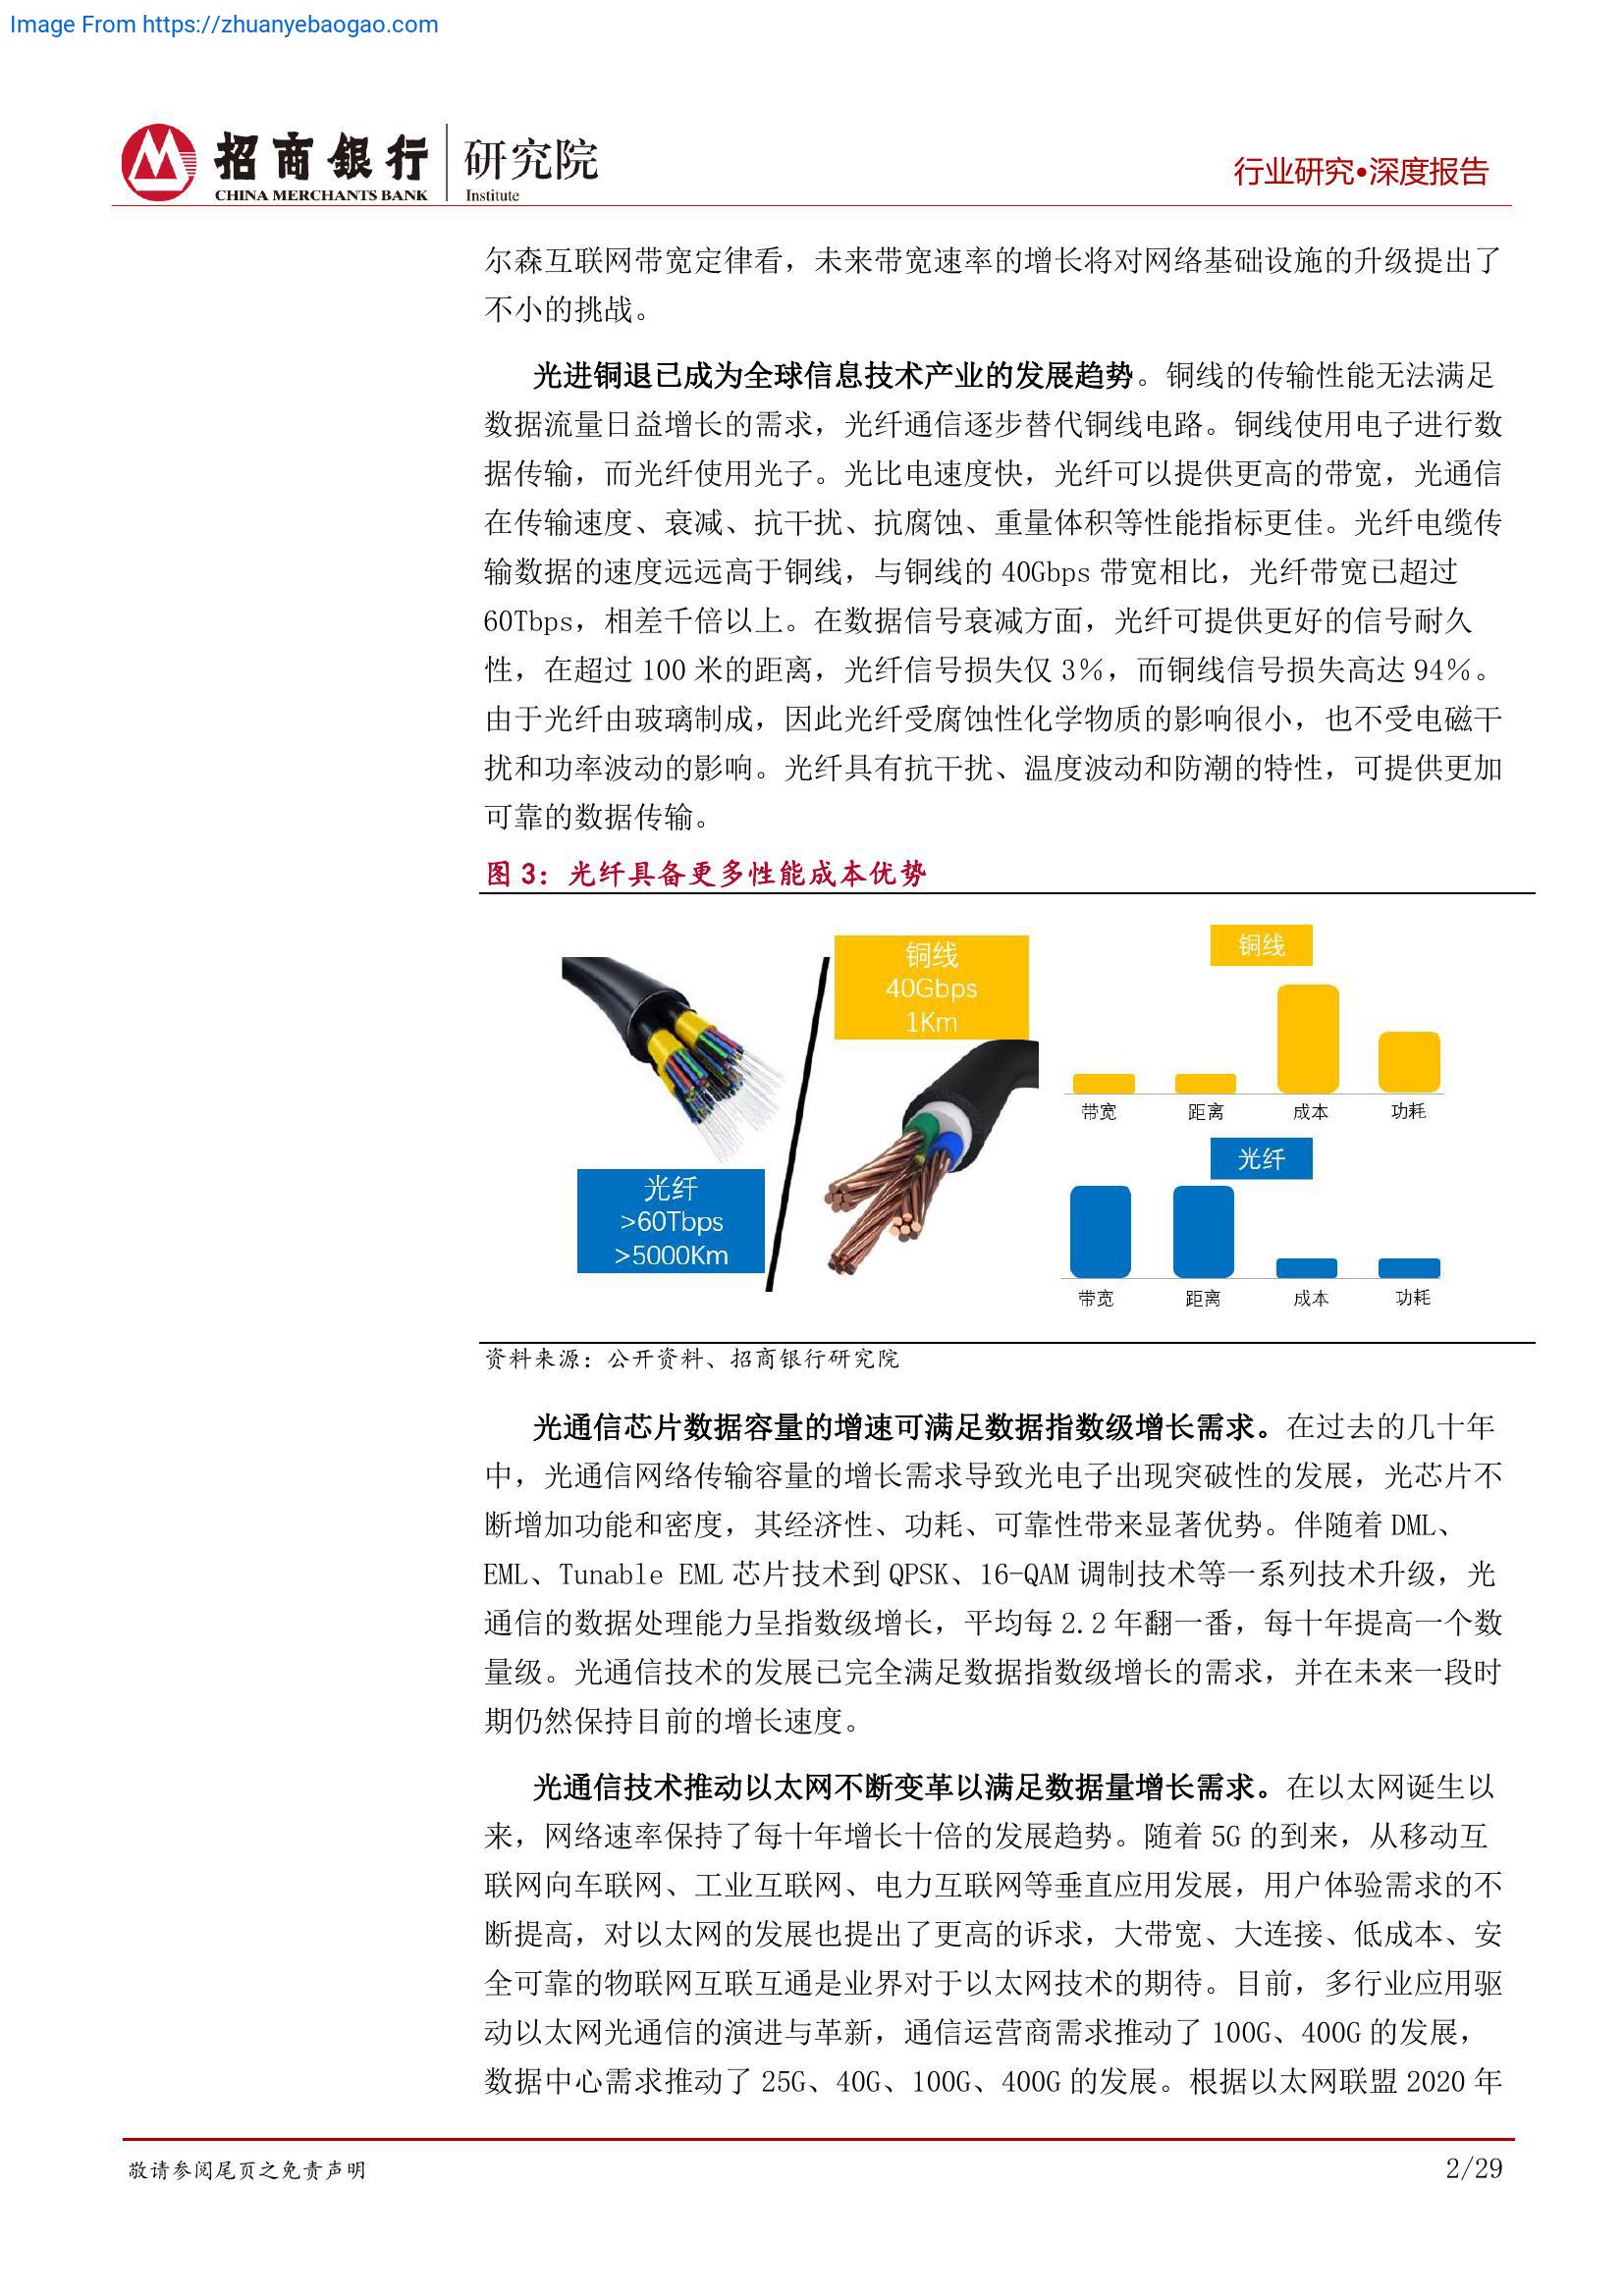 Image From https://zhuanyebaogao.com
招商銀行
CHINA MERCHANTS BANK
研究院
Institute
行业研究•深度报告
尔森互联网带宽定律看，未来带宽速率的增长将对网络基础设施的升级提出了
不小的挑战。
光进铜退已成为全球信息技术产业的发展趋势。铜线的传输性能无法满足
数据流量日益增长的需求，光纤通信逐步替代铜线电路。铜线使用电子进行数
据传输，而光纤使用光子。光比电速度快，光纤可以提供更高的带宽，光通信
在传输速度、衰减、抗干扰、抗腐蚀、重量体积等性能指标更佳。光纤电缆传
输数据的速度远远高于铜线，与铜线的 40Gbps 带宽相比，光纤带宽已超过
60Tbps，相差千倍以上。在数据信号衰减方面，光纤可提供更好的信号耐久
性，在超过 100 米的距离，光纤信号损失仅 3%，而铜线信号损失高达 94%。
由于光纤由玻璃制成，因此光纤受腐蚀性化学物质的影响很小，也不受电磁干
扰和功率波动的影响。光纤具有抗干扰、温度波动和防潮的特性，可提供更加
可靠的数据传输。
图 3：光纤具备更多性能成本优势
铜线
40Gbps
1Km
光纤
>60Tbps
>5000Km
铜线
带宽 距离 成本 功耗
光纤
带宽 距离 成本 功耗
资料来源：公开资料、招商银行研究院
光通信芯片数据容量的增速可满足数据指数级增长需求。在过去的几十年
中，光通信网络传输容量的增长需求导致光电子出现突破性的发展，光芯片不
断增加功能和密度，其经济性、功耗、可靠性带来显著优势。伴随着 DML、
EML、Tunable EML 芯片技术到 QPSK、16-QAM 调制技术等一系列技术升级，光
通信的数据处理能力呈指数级增长，平均每 2.2 年翻一番，每十年提高一个数
量级。光通信技术的发展已完全满足数据指数级增长的需求，并在未来一段时
期仍然保持目前的增长速度。
光通信技术推动以太网不断变革以满足数据量增长需求。在以太网诞生以
来，网络速率保持了每十年增长十倍的发展趋势。随着 5G 的到来，从移动互
联网向车联网、工业互联网、电力互联网等垂直应用发展，用户体验需求的不
断提高，对以太网的发展也提出了更高的诉求，大带宽、大连接、低成本、安
全可靠的物联网互联互通是业界对于以太网技术的期待。目前，多行业应用驱
动以太网光通信的演进与革新，通信运营商需求推动了 100G、400G 的发展，
数据中心需求推动了 25G、40G、100G、400G 的发展。根据以太网联盟 2020 年
敬请参阅尾页之免责声明
2/29